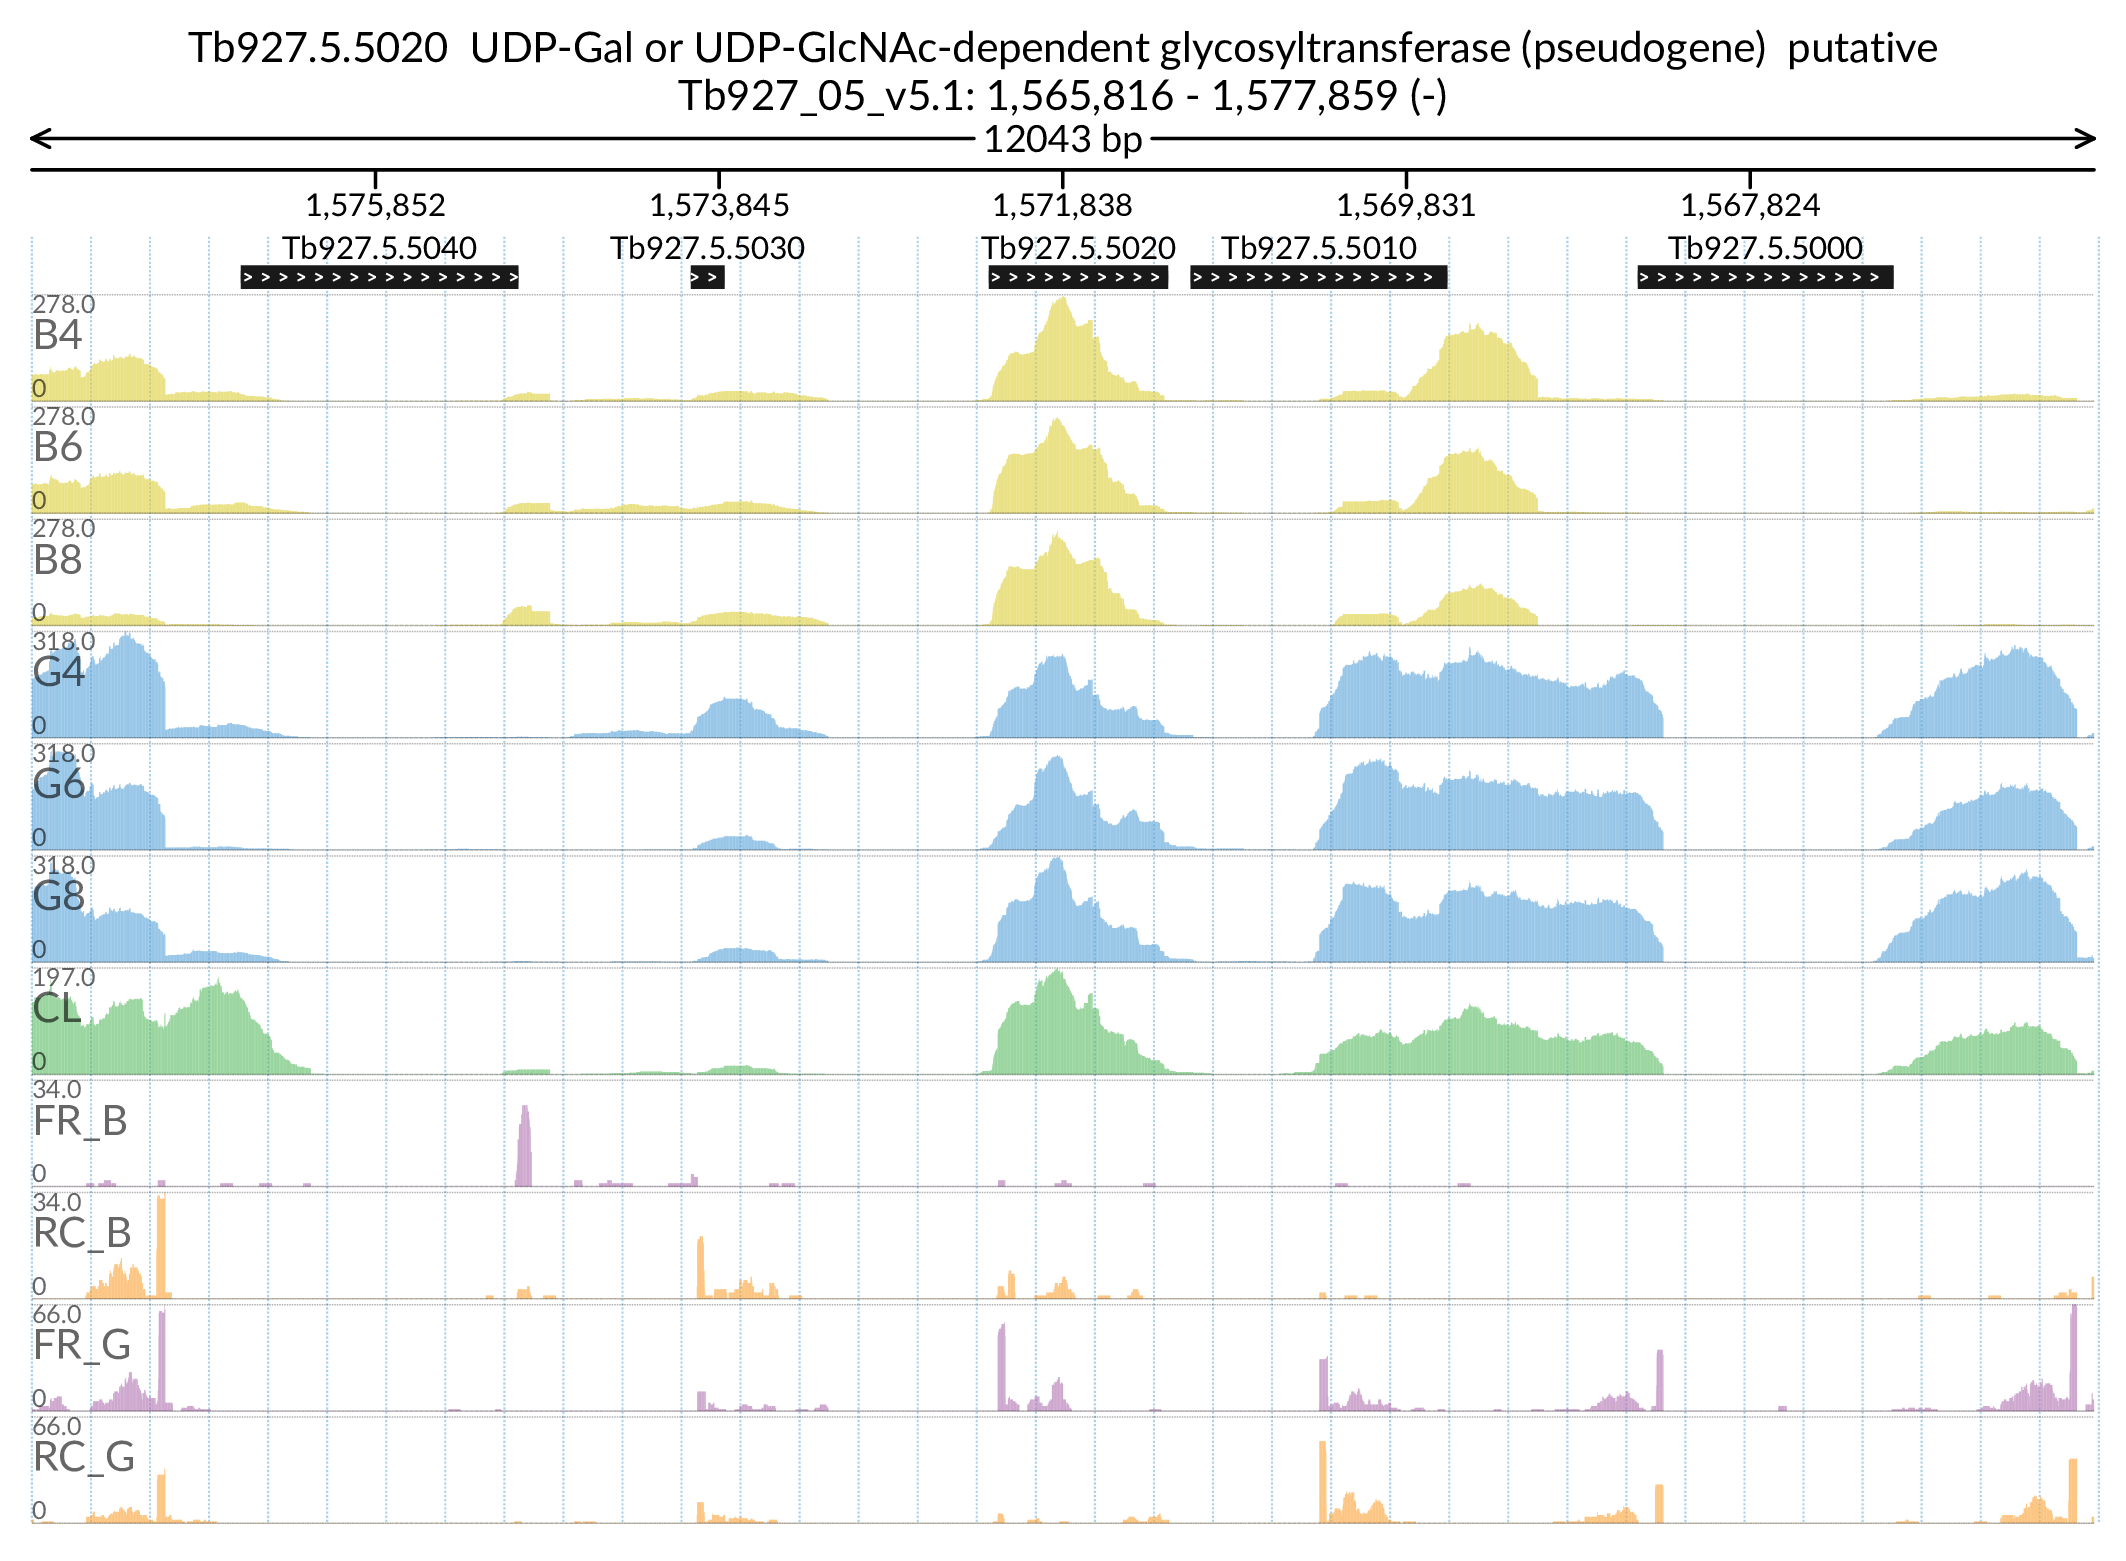 Tb927.5.5020  UDP-Gal or UDP-GlcNAc-dependent glycosyltransferase (pseudogene)  putative
Tb927_05_v5.1: 1,565,816 - 1,577,859 (-)
12043 bp
1,575,852 1,573,845 1,571,838 1,569,831 1,567,824
Tb927.5.5040 Tb927.5.5030 Tb927.5.5020 Tb927.5.5010 Tb927.5.5000
278.0
B4
0
278.0
B6
0
278.0
B8
0
318.0
G4
0
318.0
G6
0
318.0
G8
0
197.0
CL
0
34.0
FR_B
0
34.0
RC_B
0
66.0
FR_G
0
66.0
RC_G
0